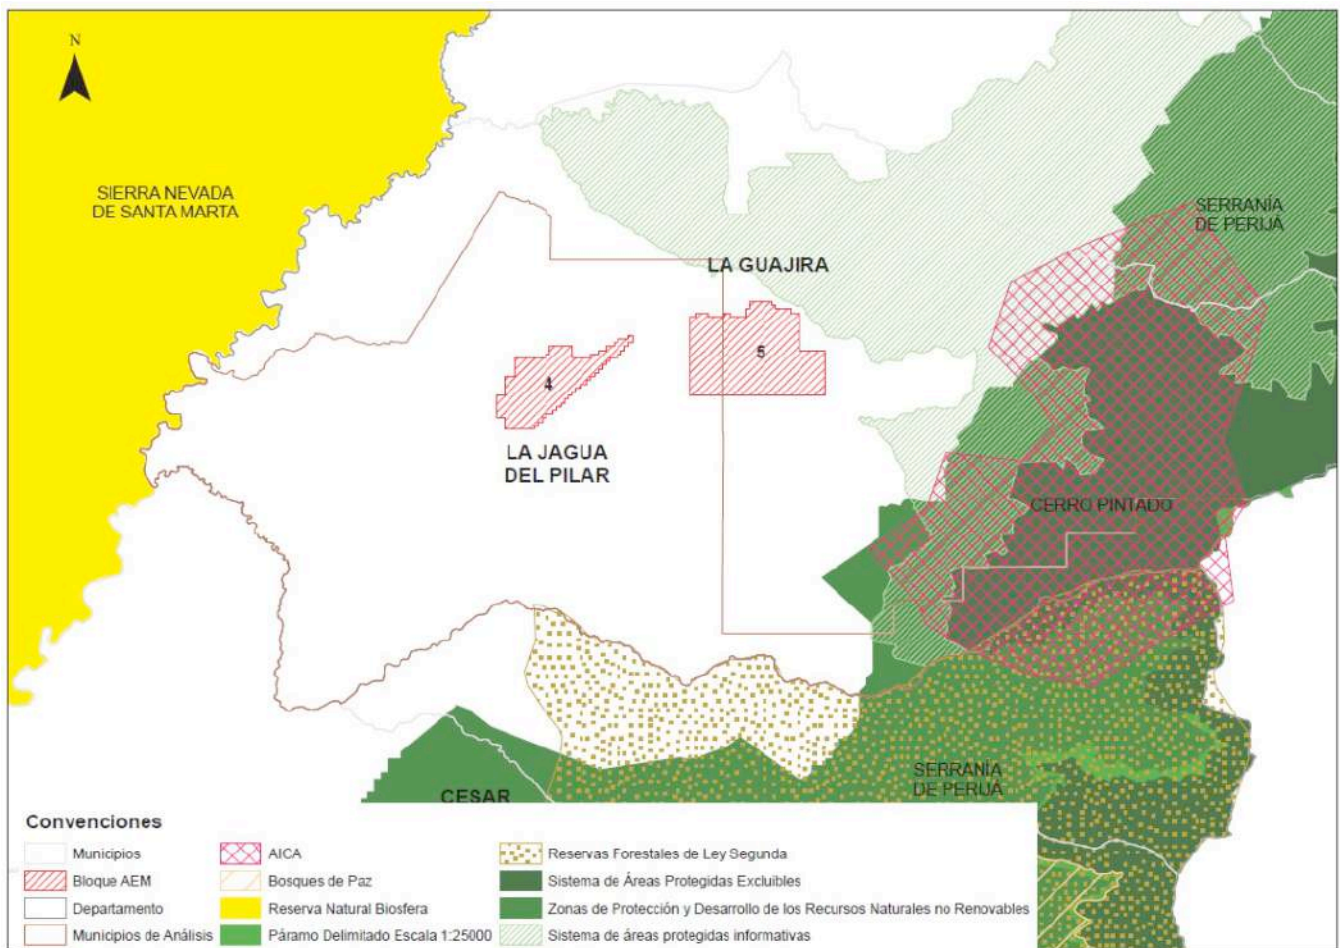 N
SIERRA NEVADA
DE SANTA MARTA
SERRANÍA
DE PERIJÁ
LA GUAJIRA
5
4
LA JAGUA
DEL PILAR
CERRO PINTADO
SERRANÍA
DE PERIJÁ
CESAR
Convenciones
Municipios
Bloque AEM
Departamento
Municipios de Análisis
AICA
Bosques de Paz
Reserva Natural Biosfera
Páramo Delimitado Escala 1:25000
Reservas Forestales de Ley Segunda
Sistema de Áreas Protegidas Excluibles
Zonas de Protección y Desarrollo de los Recursos Naturales no Renovables
Sistema de áreas protegidas informativas